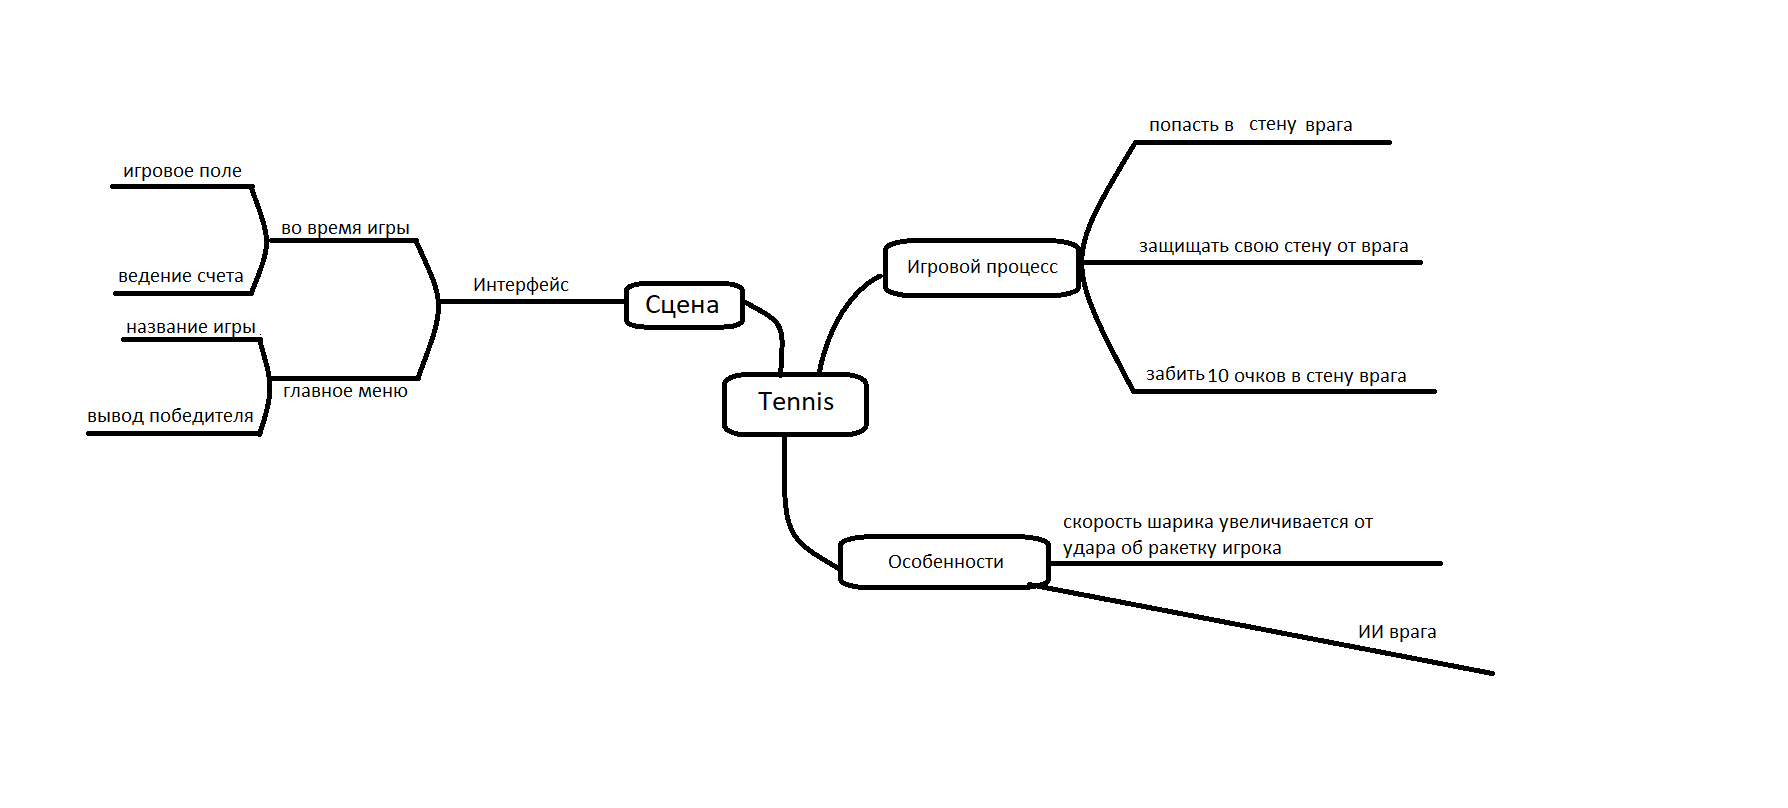 попасть в стену врага
игровое поле
во время игры
защищать свою стену от врага
ведение счета
Игровой процесс
Интерфейс
Сцена
название игры
главное меню
забить 10 очков в стену врага
вывод победителя
Tennis
скорость шарика увеличивается от
удара об ракетку игрока
Особенности
ИИ врага